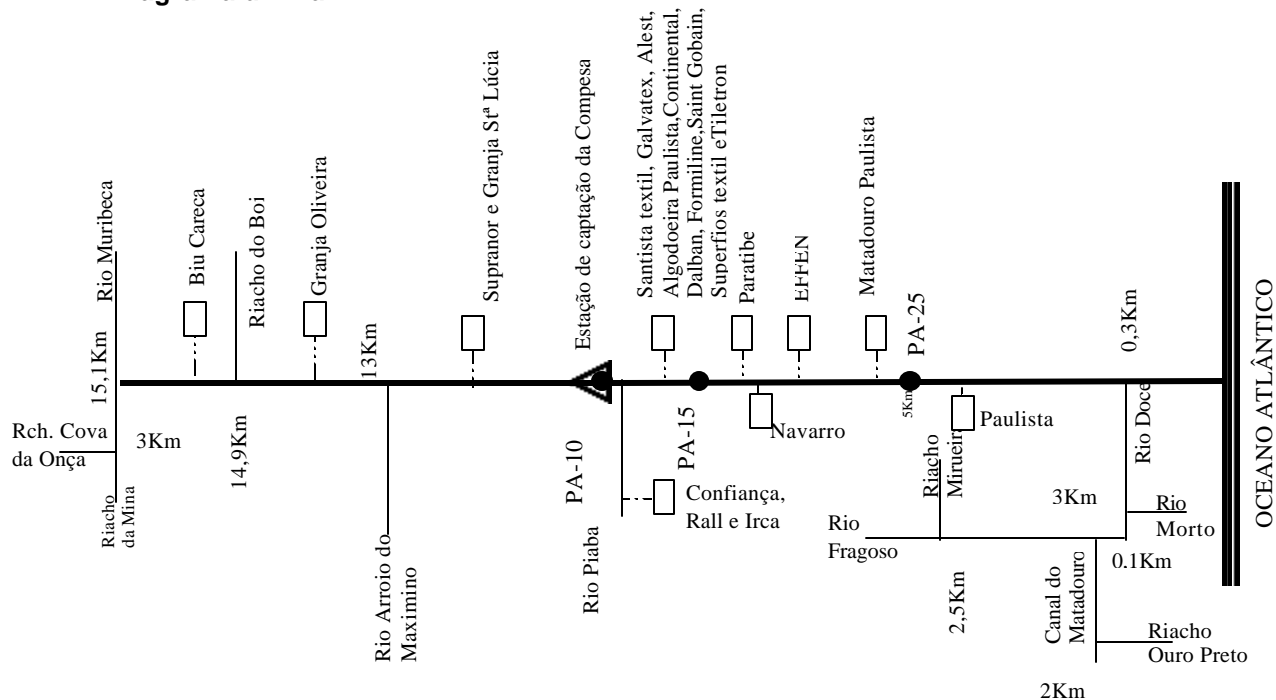 Rio Muribeca
15,1Km
Rch. Cova
da Onça
3Km
Riacho
da Mina
Biu Careca
Riacho do Boi
14,9Km
Granja Oliveira
13Km
Rio Arroio do
Maximino
Supranor e Granja Stª Lúcia
Estação de captação da Compesa
PA-10
Rio Piaba
Santista textil, Galvatex, Alest,
Algodoeira Paulista,Continental,
Dalban, Formiline,Saint Gobain,
Superfios textil eTiletron
PA-15
Confiança,
Rall e Irca
Paratibe
Navarro
EFFEN
Matadouro Paulista
PA-25
5Km
Paulista
Riacho
Mirueira
Rio
Fragoso
2,5Km
3Km
0,3Km
Rio Doce
Rio
Morto
0.1Km
Canal do
Matadouro
Riacho
Ouro Preto
2Km
OCEANO ATLÂNTICO